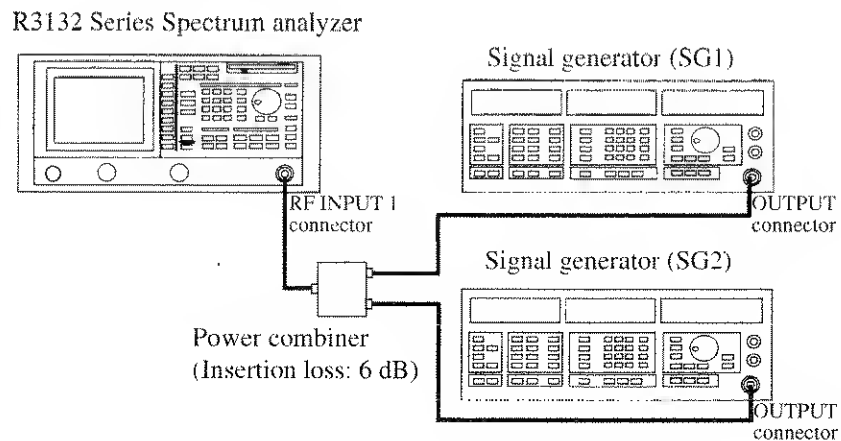 R3132 Series Spectrum analyzer
Signal generator (SG1)
RF INPUT 1
connector
OUTPUT
connector
Signal generator (SG2)
Power combiner
(Insertion loss: 6 dB)
OUTPUT
connector